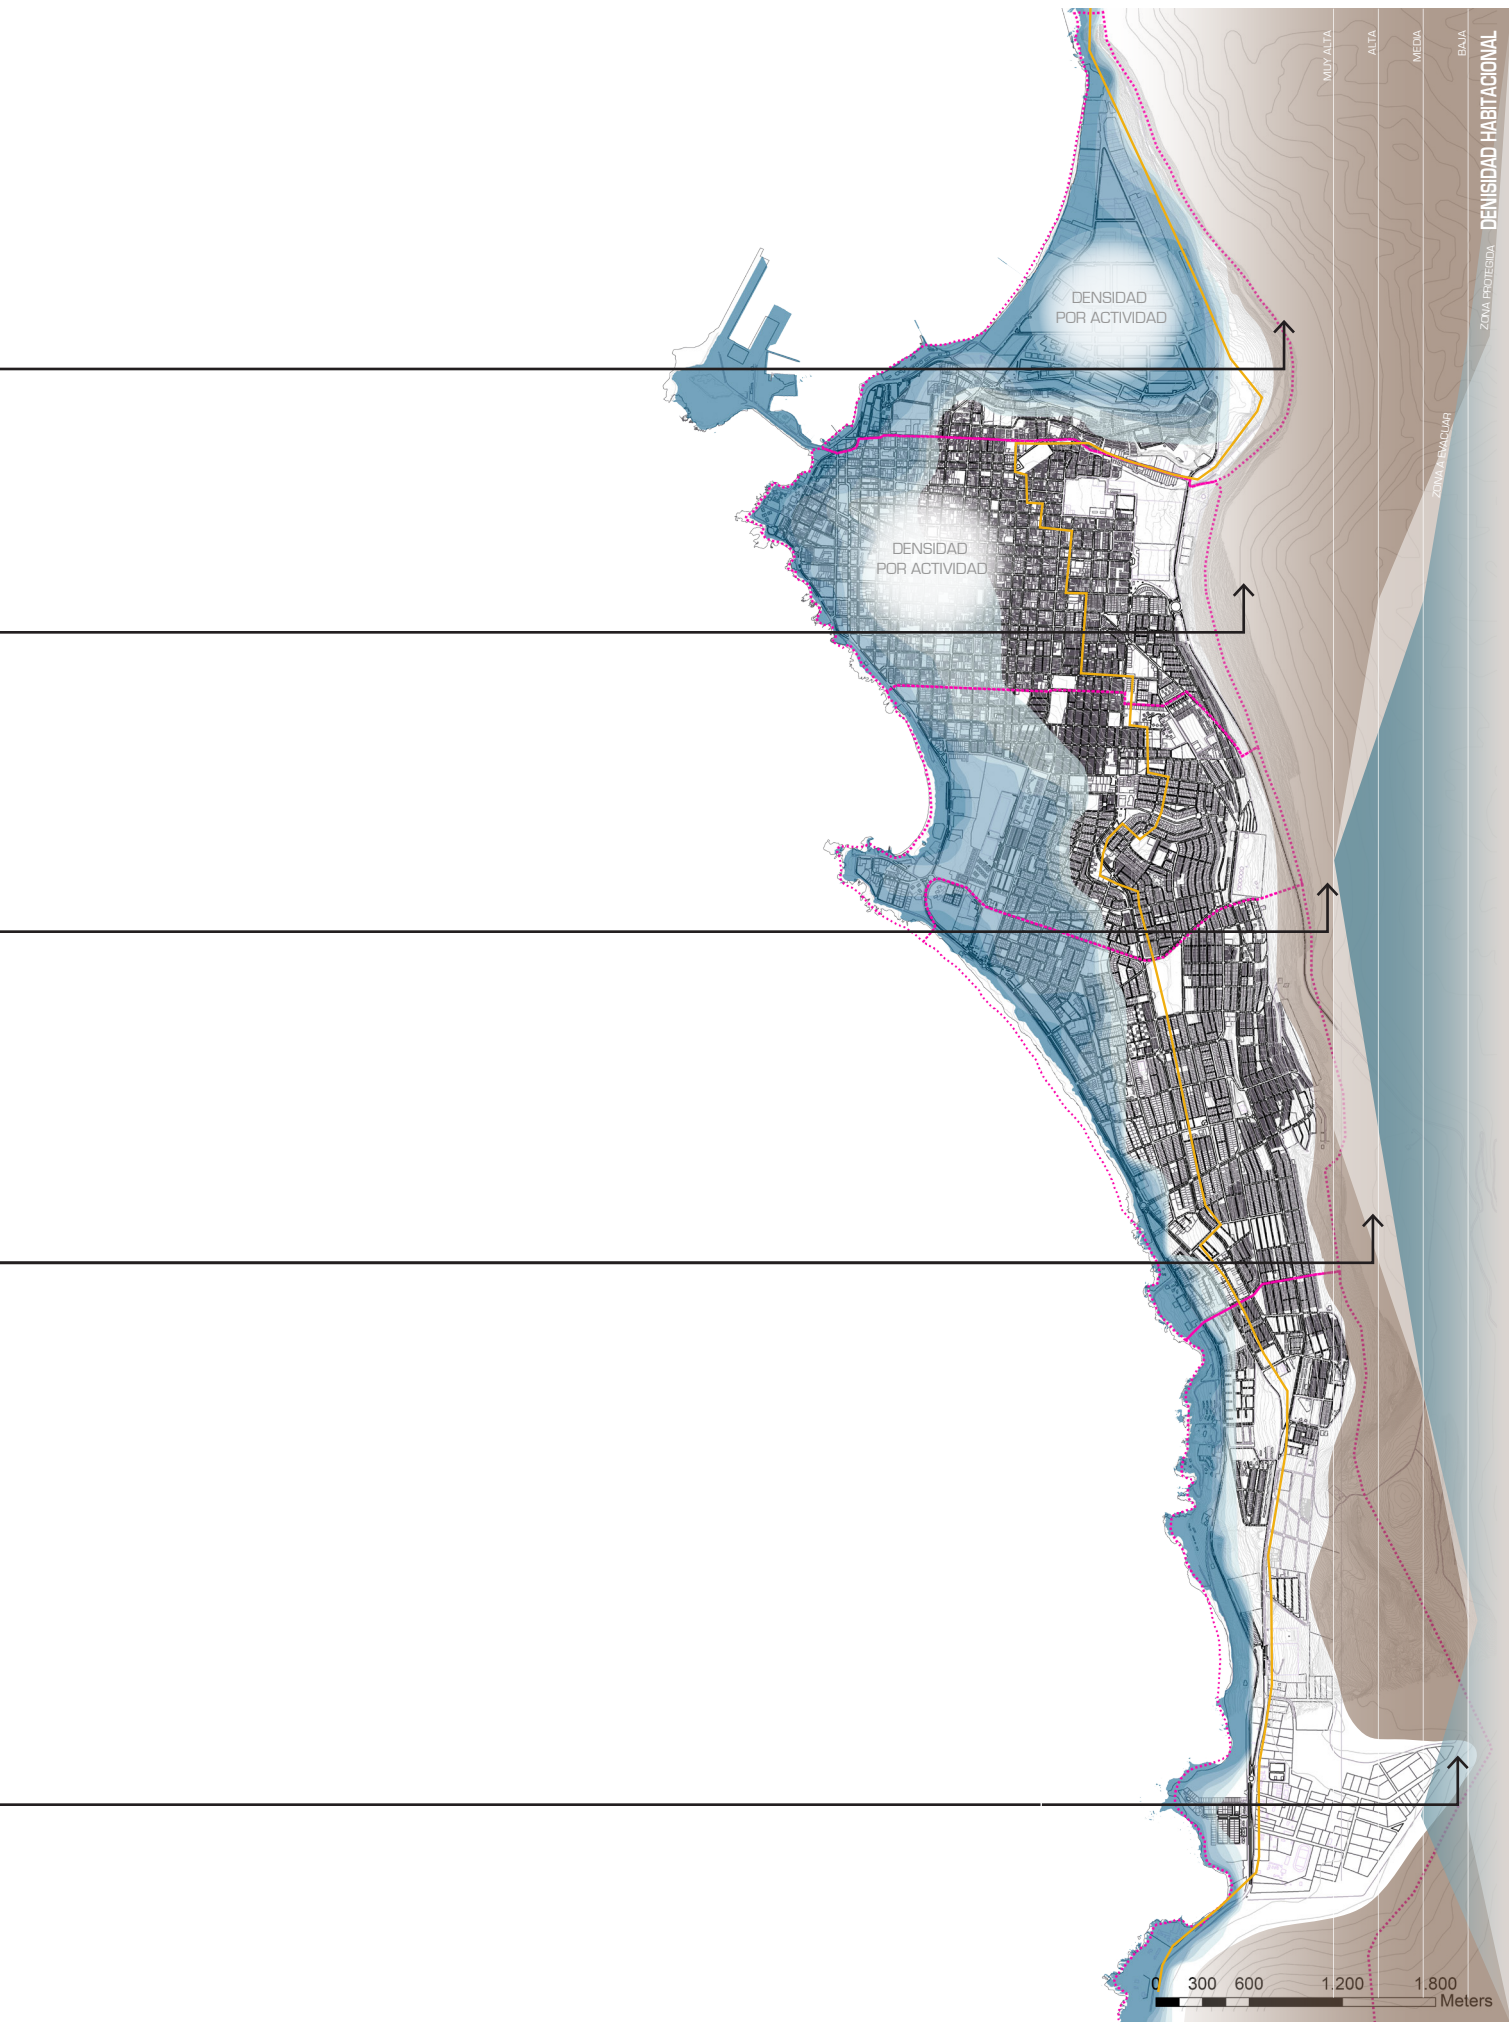 MUY ALTA
ALTA
MEDIA
BAJA
DENISIDAD HABITACIONAL
ZONA PROTEGIDA
ZONA A EVACUAR
DENSIDAD
POR ACTIVIDAD
DENSIDAD
POR ACTIVIDAD
0 300 600 1.200 1.800
Meters